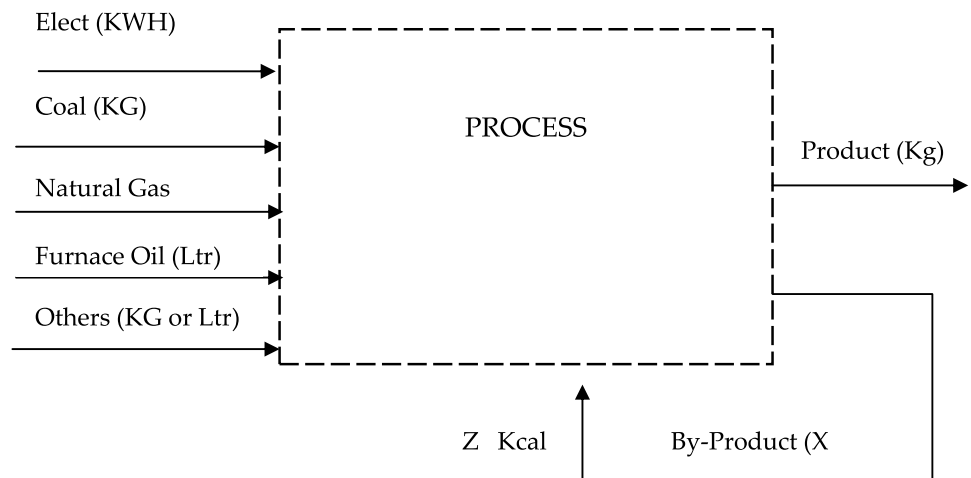 Elect (KWH)
Coal (KG)
PROCESS
Product (Kg)
Natural Gas
Furnace Oil (Ltr)
Others (KG or Ltr)
Z Kcal
By-Product (X